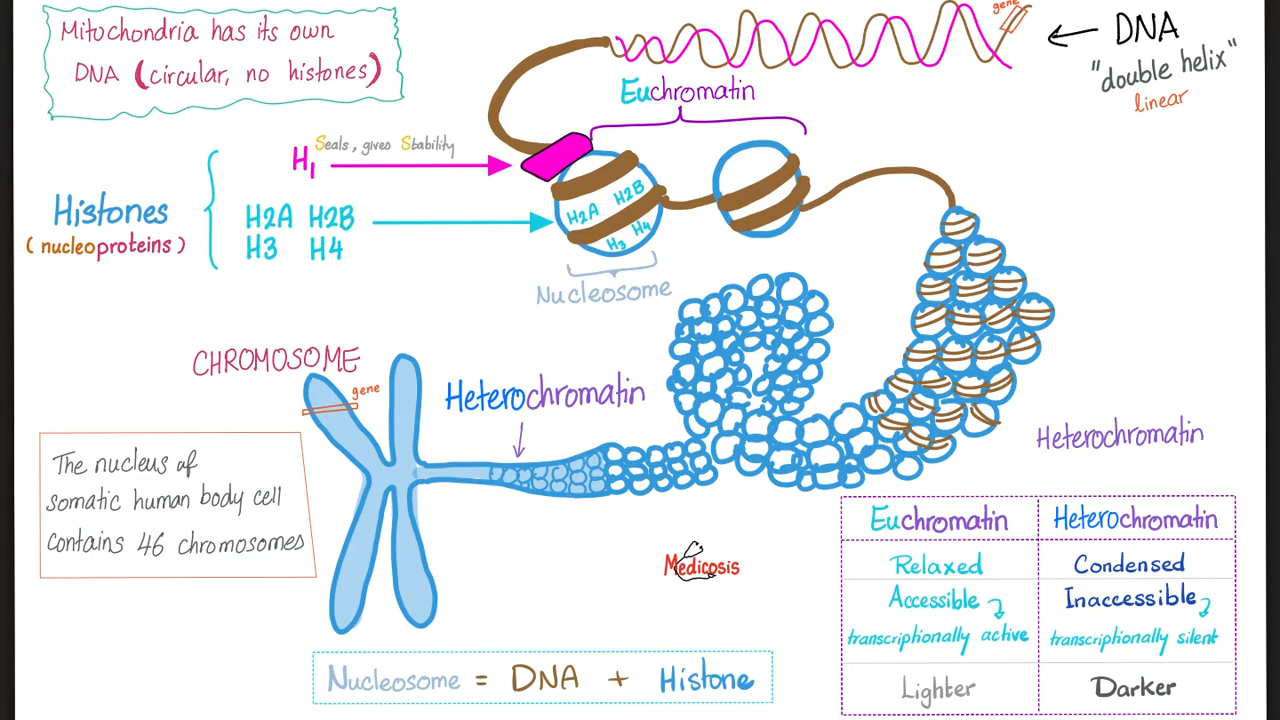 Mitochondria has its own
DNA (circular, no histones)
gene
DNA
"double helix"
linear
Euchromatin
H1
Seals, gives Stability
Histones
(nucleoproteins)
H2A H2B
H3 H4
H2A H2B
H3 H4
Nucleosome
CHROMOSOME
gene
Heterochromatin
Heterochromatin
The nucleus of
somatic human body cell
contains 46 chromosomes
Medicosis
Euchromatin Heterochromatin
Relaxed Condensed
Accessible Inaccessible
transcriptionally active transcriptionally silent
Lighter Darker
Nucleosome = DNA + Histone